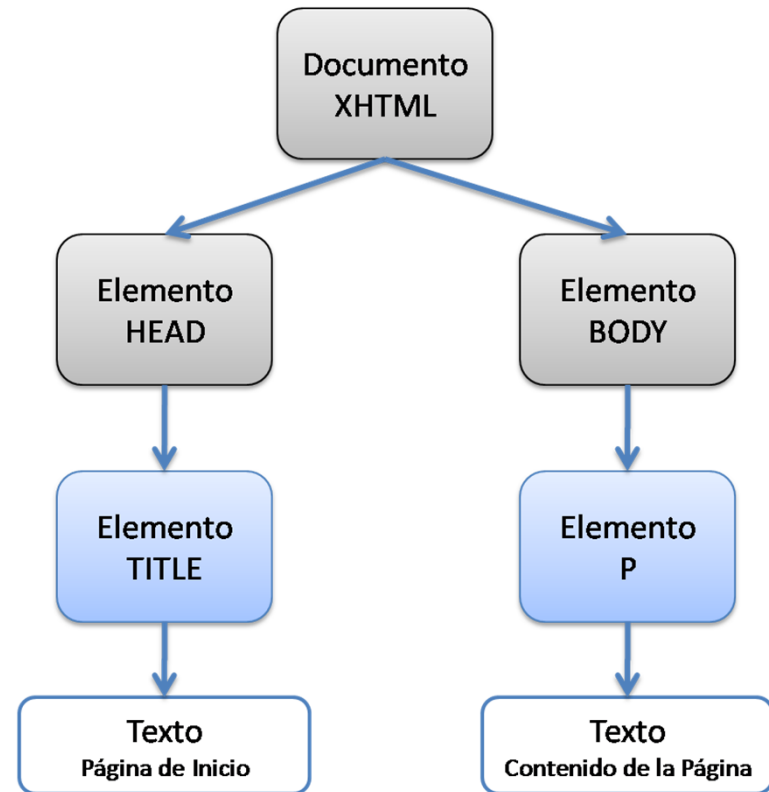 Documento
XHTML
Elemento
HEAD
Elemento
BODY
Elemento
TITLE
Elemento
P
Texto
Página de Inicio
Texto
Contenido de la Página